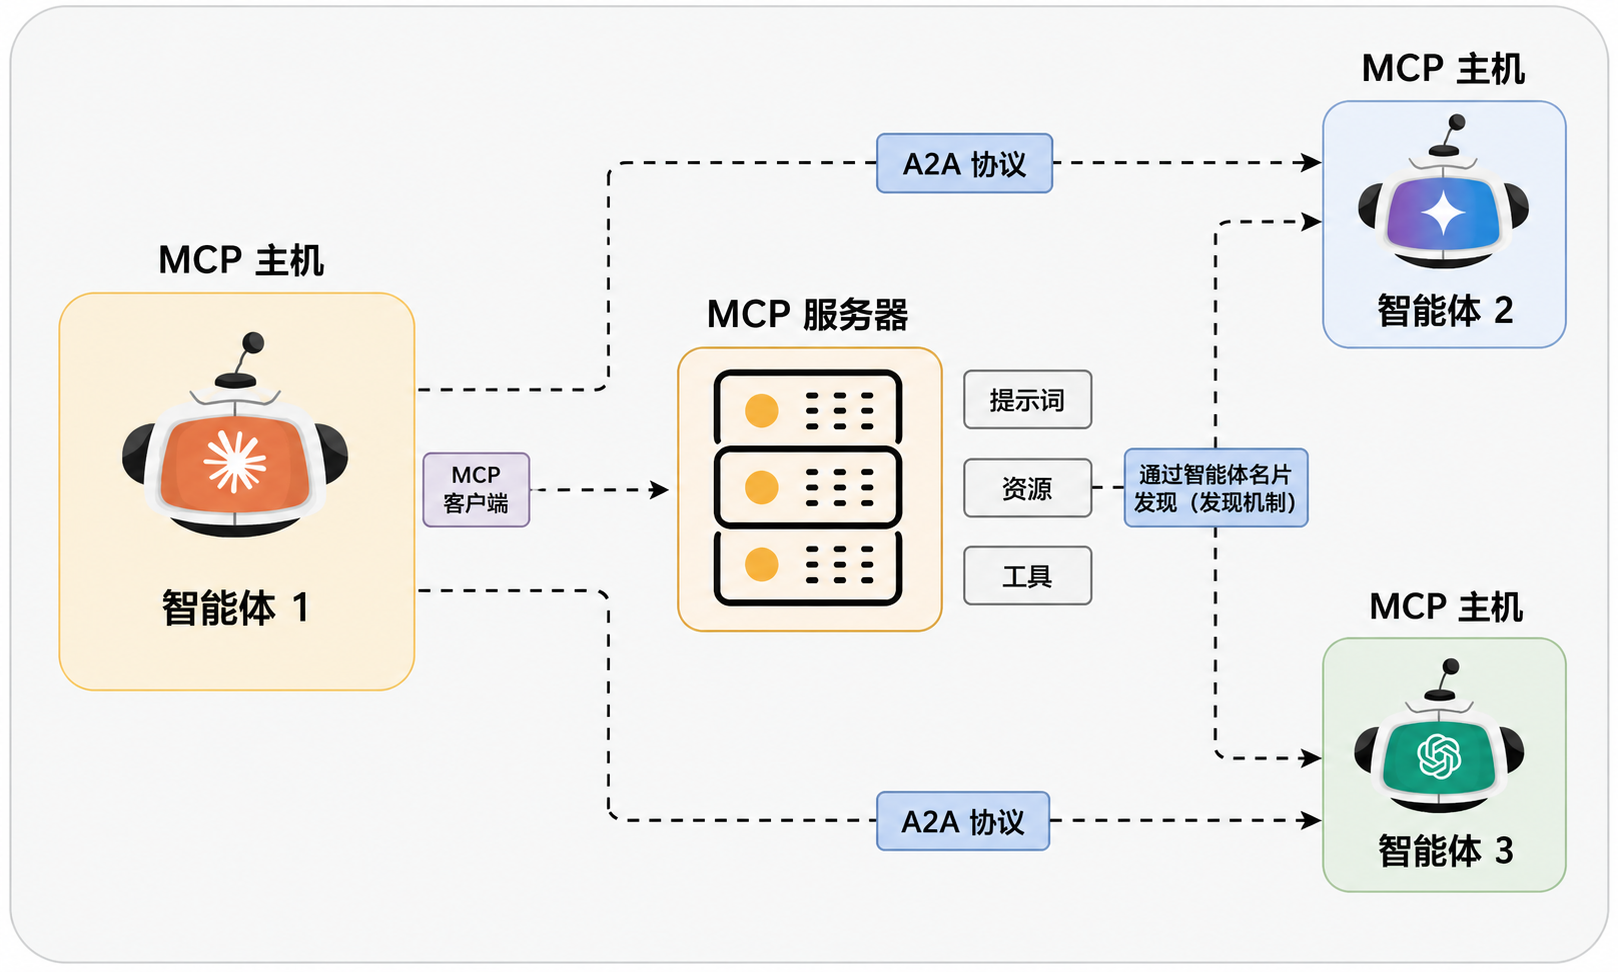 MCP 主机
A2A 协议
智能体 2
MCP 主机
智能体 1
MCP
客户端
MCP 服务器
提示词
资源
工具
通过智能体名片
发现（发现机制）
MCP 主机
智能体 3
A2A 协议